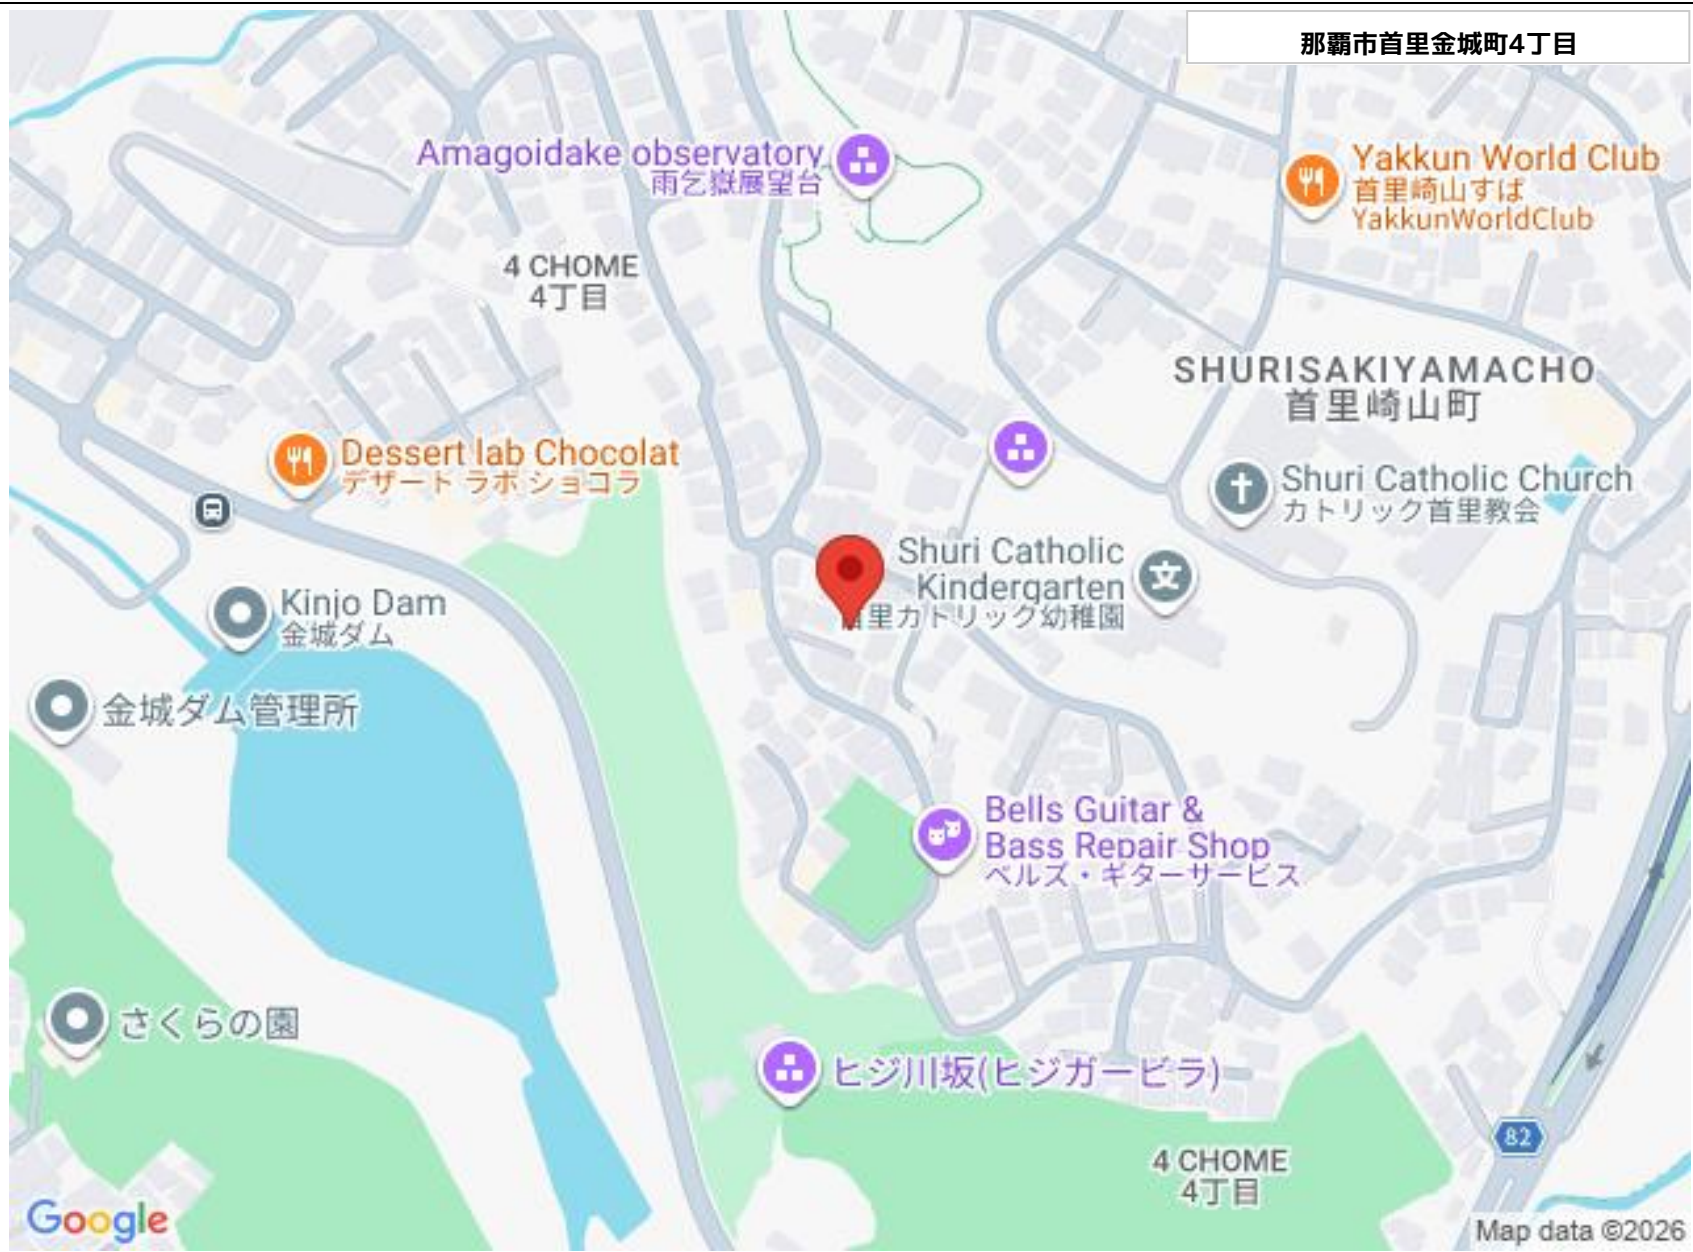 那覇市首里金城町4丁目
Amagoidake observatory
雨乞嶽展望台
Yakkun World Club
首里崎山すば
YakkunWorldClub
4 CHOME
4丁目
SHURISAKIYAMACHO
首里崎山町
Dessert lab Chocolat
デザート ラボ ショコラ
Shuri Catholic Church
カトリック首里教会
Shuri Catholic
Kindergarten
首里カトリック幼稚園
Kinjo Dam
金城ダム
金城ダム管理所
Bells Guitar &
Bass Repair Shop
ベルズ・ギターサービス
さくらの園
ヒジ川坂(ヒジガービラ)
82
4 CHOME
4丁目
Google
Map data ©2026